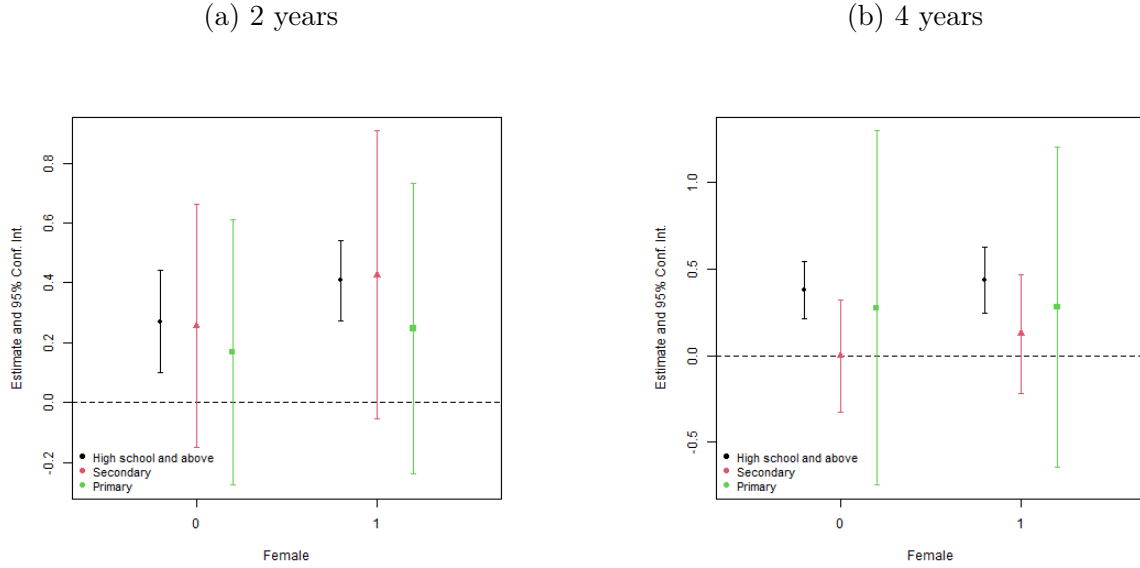 (a) 2 years
(b) 4 years
Estimate and 95% Conf. Int.
0.8
0.6
0.4
0.2
0.0
-0.2
High school and above
Secondary
Primary
0
1
Female
Estimate and 95% Conf. Int.
1.0
0.5
0.0
-0.5
High school and above
Secondary
Primary
0
1
Female